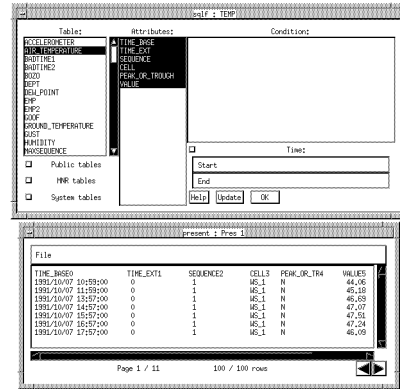 sqlf : TEMP
Table: Attributes: Condition:
ACCELEROMETER
AIR_TEMPERATURE
BADTIME1
BADTIME2
BOZO
DEPT
DEW_POINT
EMP
EMP2
GOOF
GROUND_TEMPERATURE
GUST
HUMIDITY
MAXSEQUENCE
TIME_BASE
TIME_EXT
SEQUENCE
CELL
PEAK_OR_TROUGH
VALUE
Time:
Public tables
Start
MNR tables
End
System tables
Help Update OK
present : Pres 1
File
TIME_BASE0 TIME_EXT1 SEQUENCE2 CELL3 PEAK_OR_TR4 VALUE5
1991/10/07 10:59:00 0 1 WS_1 N 44.06
1991/10/07 11:59:00 0 1 WS_1 N 45.18
1991/10/07 13:57:00 0 1 WS_1 N 46.69
1991/10/07 14:57:00 0 1 WS_1 N 47.07
1991/10/07 15:57:00 0 1 WS_1 N 47.51
1991/10/07 16:57:00 0 1 WS_1 N 47.24
1991/10/07 17:57:00 0 1 WS_1 N 46.09
Page 1 / 11 100 / 100 rows